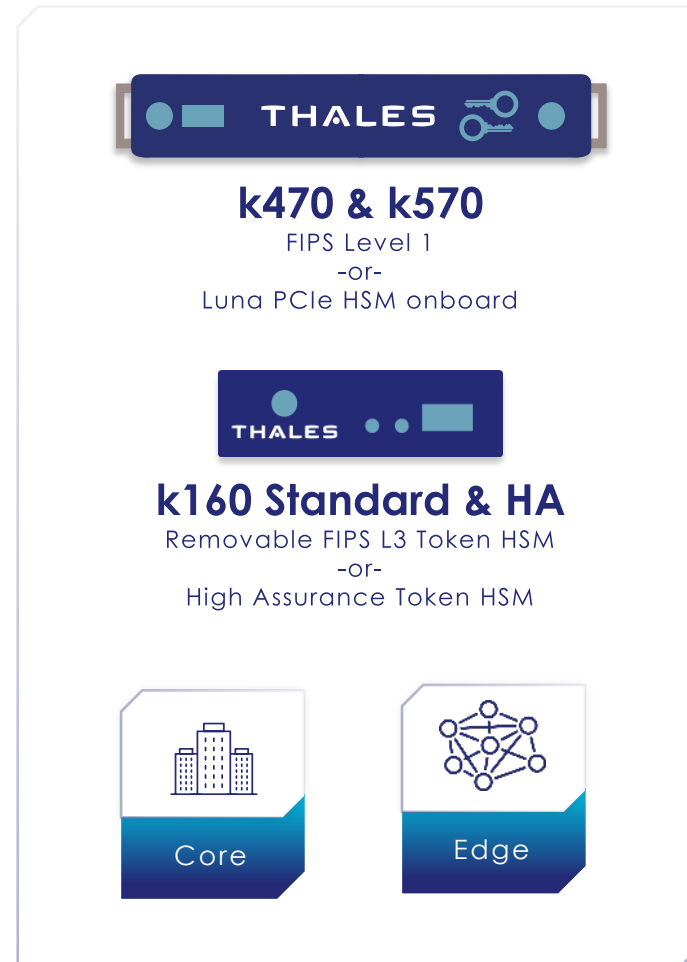 THALES
k470 & k570
FIPS Level 1
-or-
Luna PCIe HSM onboard
THALES
k160 Standard & HA
Removable FIPS L3 Token HSM
-or-
High Assurance Token HSM
Core
Edge